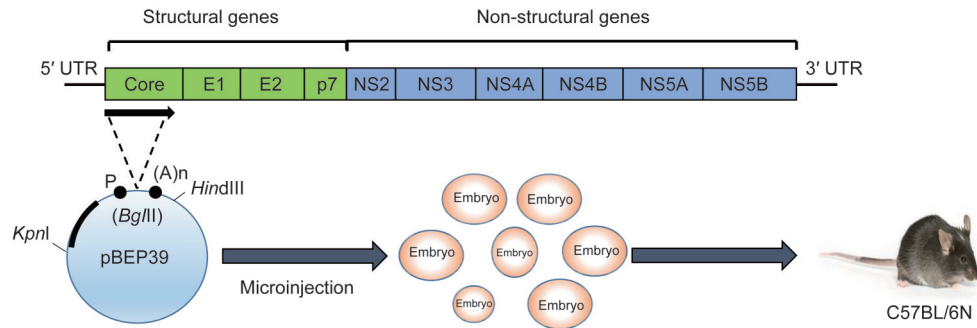 Structural genes
Non-structural genes
5′ UTR
3′ UTR
Core E1 E2 p7 NS2 NS3 NS4A NS4B NS5A NS5B
P
(A)n
HindIII
(BglII)
KpnI
pBEP39
Microinjection
Embryo
Embryo
Embryo
Embryo
Embryo
Embryo
Embryo
C57BL/6N